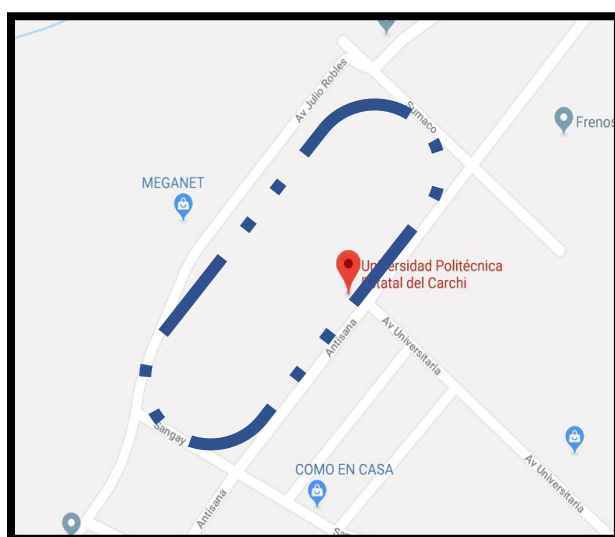 Av Julio Robles
Sumaco
Frenos
MEGANET
Universidad Politécnica
Estatal del Carchi
Antisana
Av Universitaria
Sangay
COMO EN CASA
Av Universitaria
Antisana